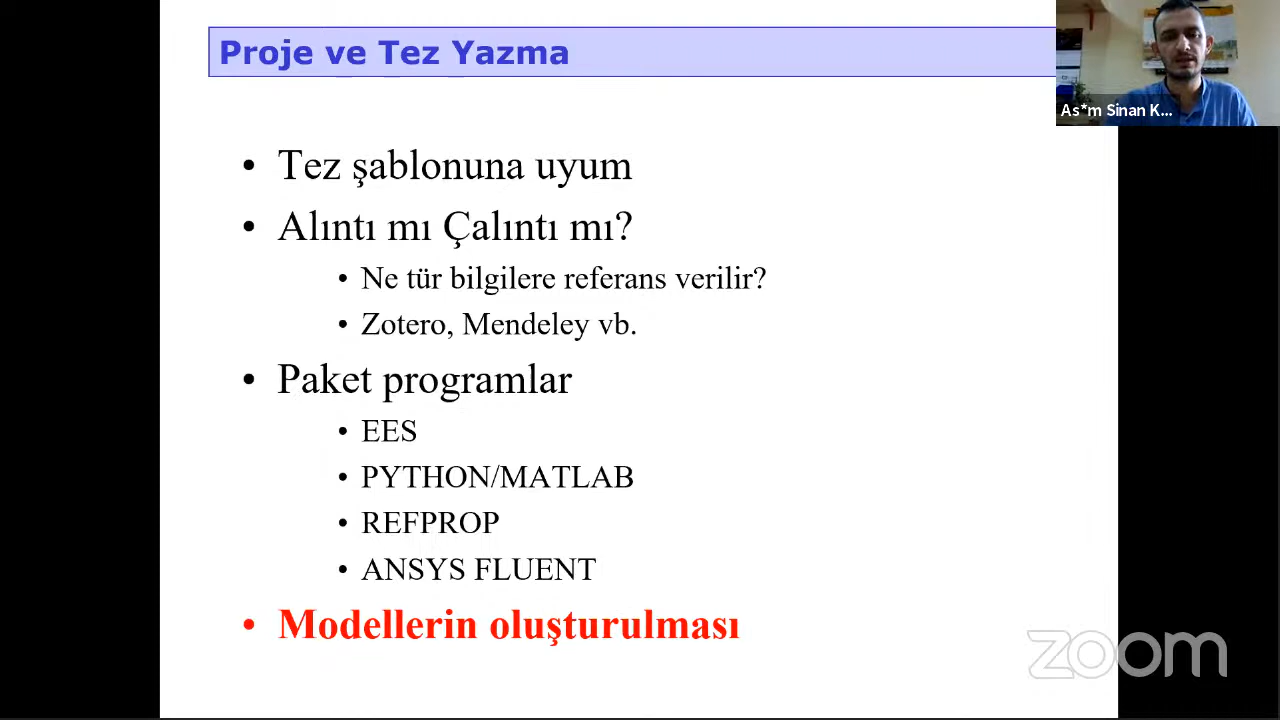 Proje ve Tez Yazma
As*m Sinan K...
• Tez şablonuna uyum
• Alıntı mı Çalıntı mı?
• Ne tür bilgilere referans verilir?
• Zotero, Mendeley vb.
• Paket programlar
• EES
• PYTHON/MATLAB
• REFPROP
• ANSYS FLUENT
• Modellerin oluşturulması
zoom